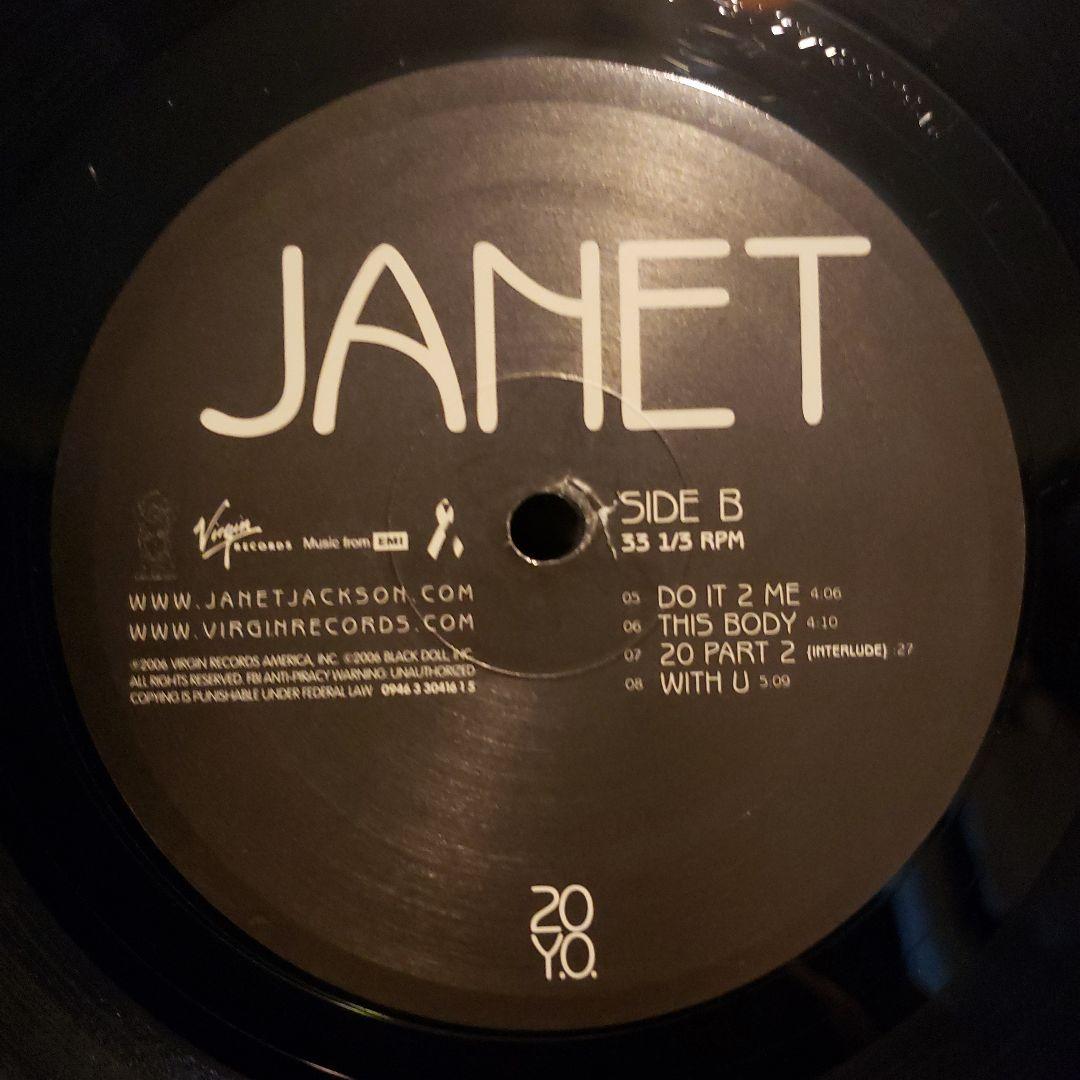 JANET
Virgin
RECORDS
Music from EMI
SIDE B
33 1/3 RPM
WWW.JANETJACKSON.COM
WWW.VIRGINRECORDS.COM
℗2006 VIRGIN RECORDS AMERICA, INC. ©2006 BLACK DOLL, INC.
ALL RIGHTS RESERVED. FBI ANTI-PIRACY WARNING: UNAUTHORIZED
COPYING IS PUNISHABLE UNDER FEDERAL LAW 0946 3 30416 1 5
05 DO IT 2 ME 4:06
06 THIS BODY 4:10
07 20 PART 2 (INTERLUDE) :27
08 WITH U 5:09
20
Y.O.